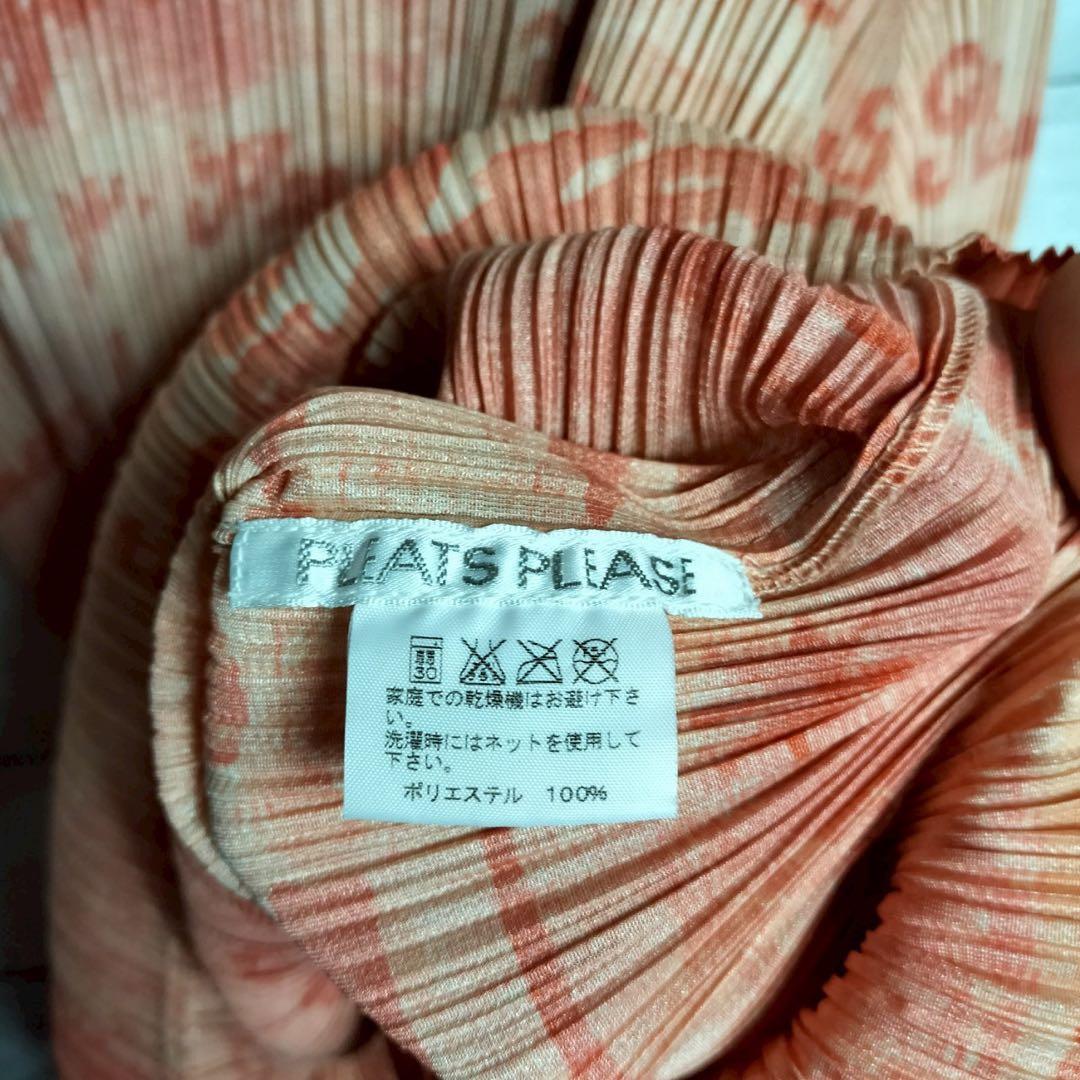 PLEATS PLEASE
30
家庭での乾燥機はお避け下さ
い。
洗濯時にはネットを使用して
下さい。
ポリエステル 100%